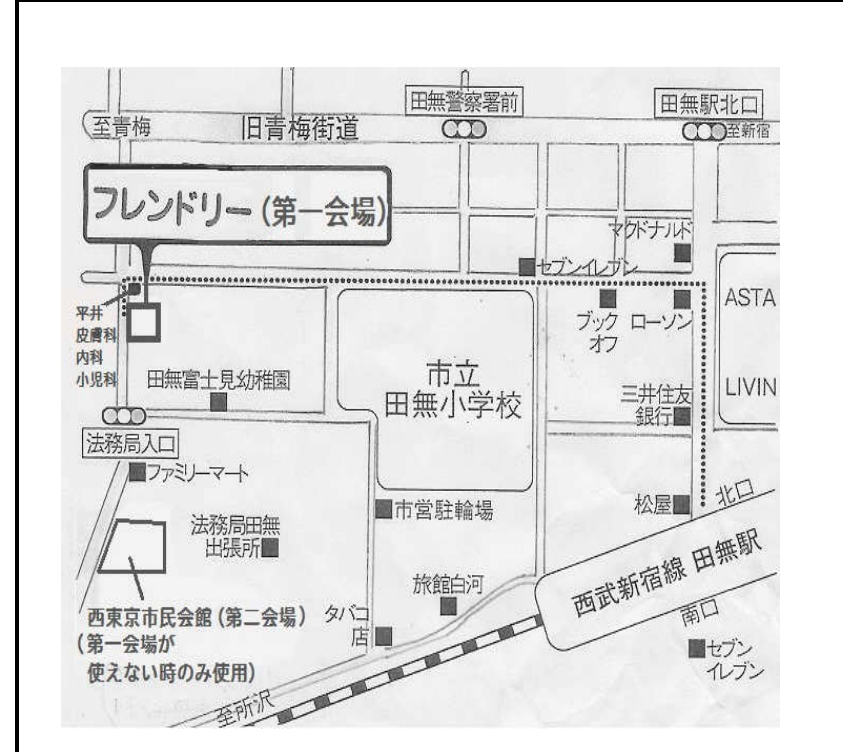 田無警察署前
田無駅北口
至青梅
旧青梅街道
至新宿
フレンドリー(第一会場)
マクドナルド
セブンイレブン
平井
皮膚科
内科
小児科
ブック
オフ
ローソン
ASTA
LIVIN
田無富士見幼稚園
市立
田無小学校
三井住友
銀行
法務局入口
ファミリーマート
市営駐輪場
松屋
北口
法務局田無
出張所
西武新宿線 田無駅
旅館白河
南口
西東京市民会館(第二会場)
(第一会場が
使えない時のみ使用)
タバコ
店
セブン
イレブン
至所沢